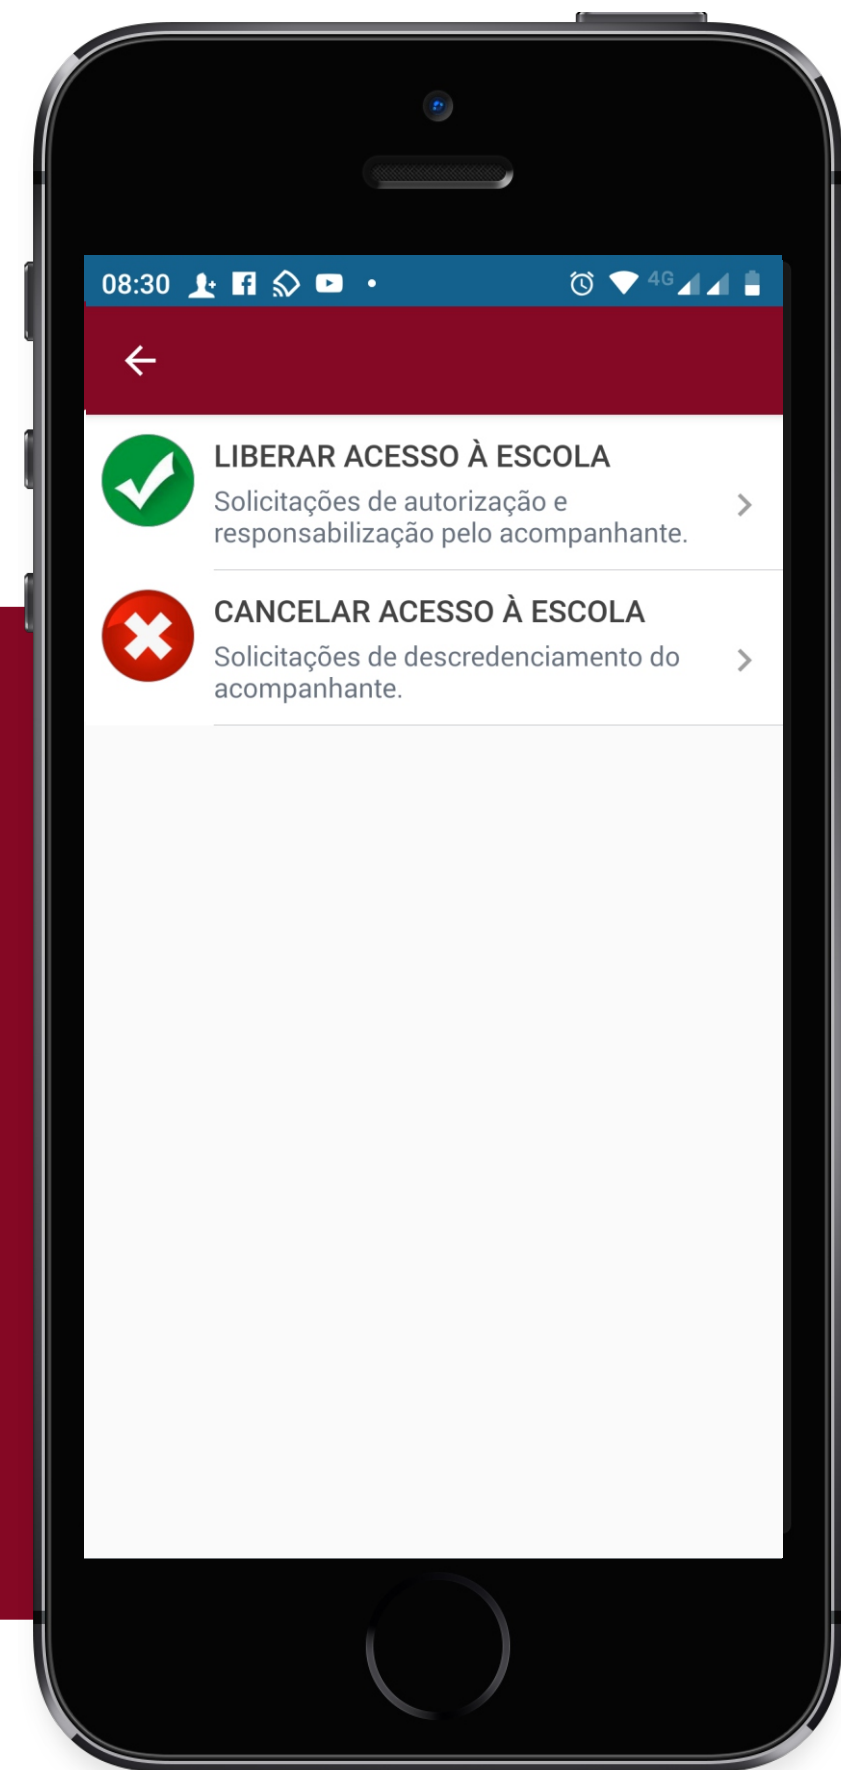 08:30
4G
LIBERAR ACESSO À ESCOLA
Solicitações de autorização e
responsabilização pelo acompanhante.
CANCELAR ACESSO À ESCOLA
Solicitações de descredenciamento do
acompanhante.